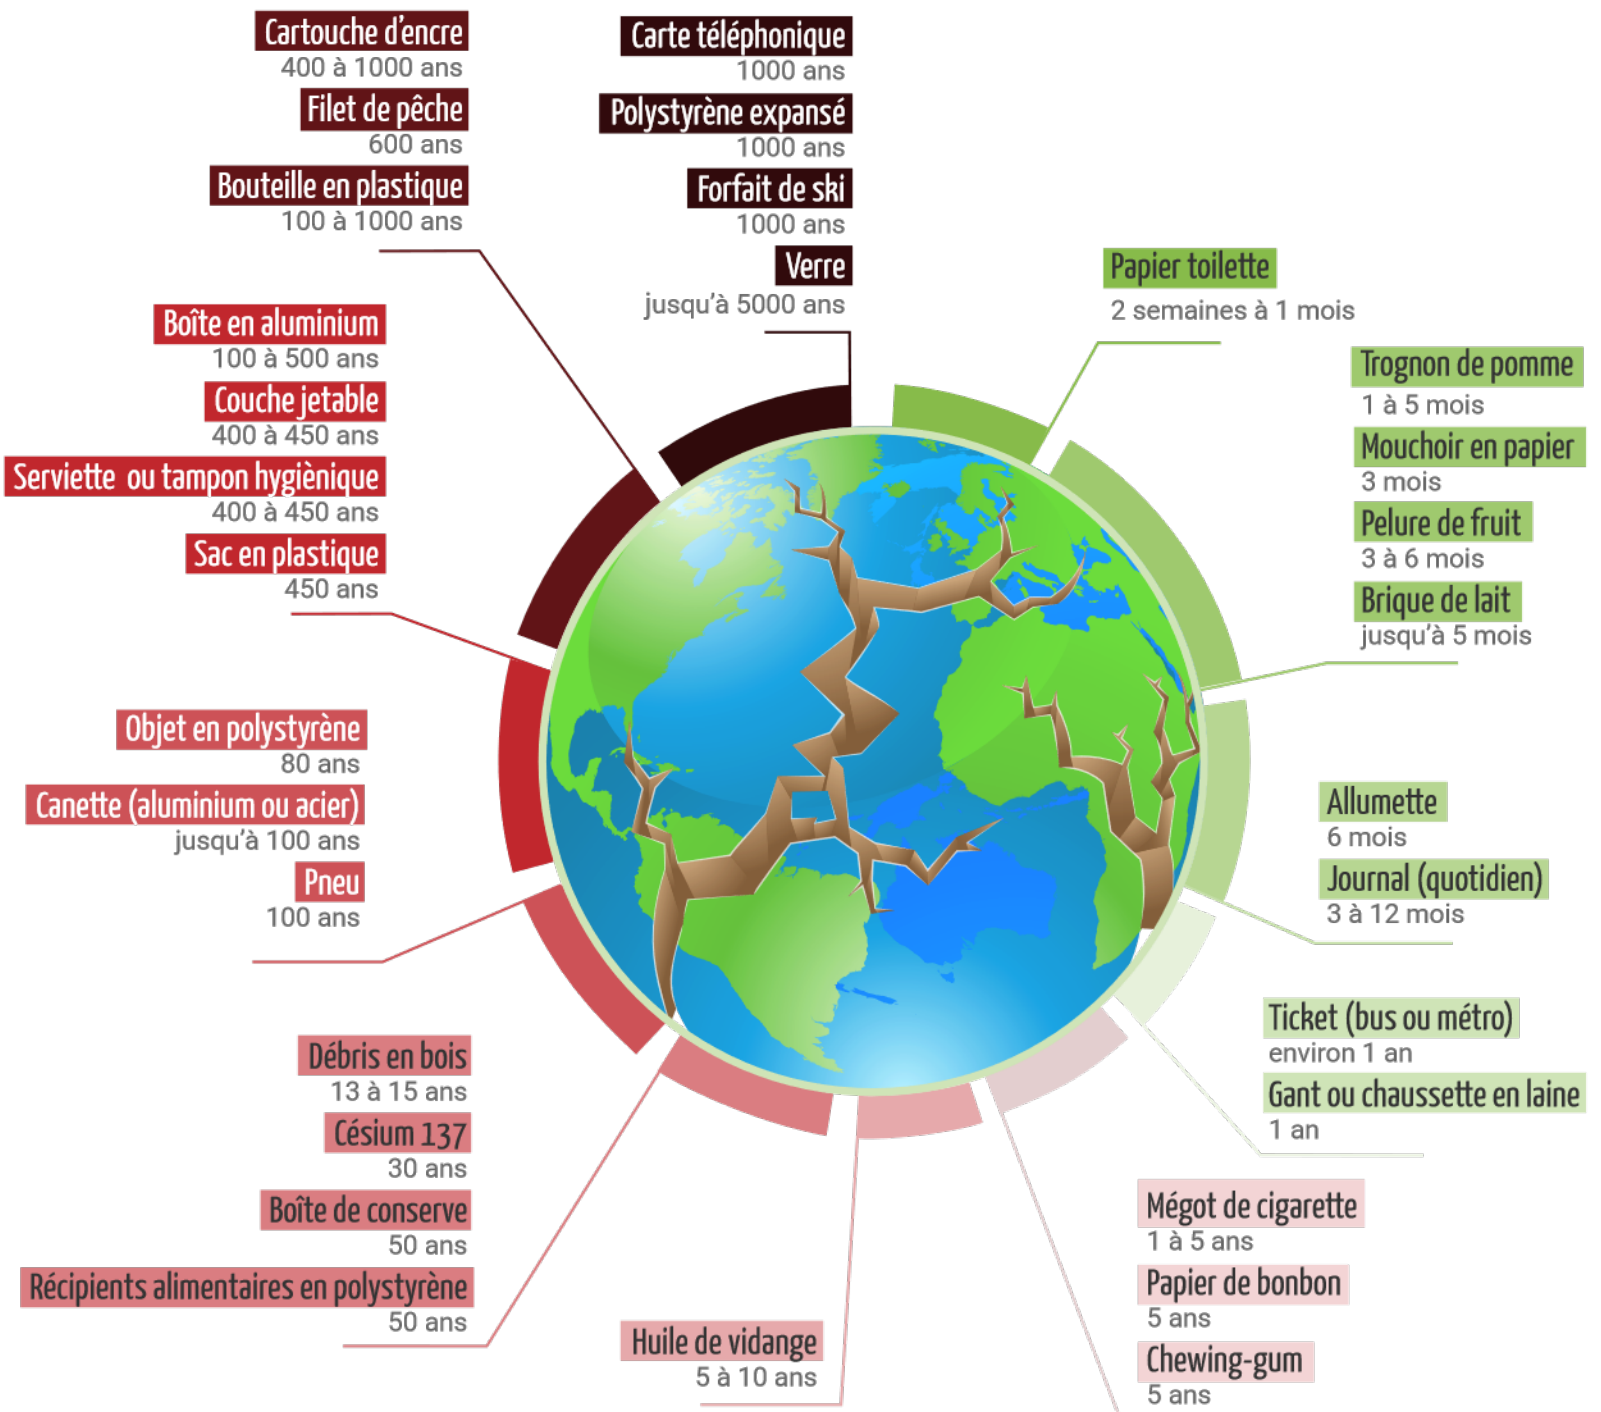 Cartouche d'encre
400 à 1000 ans
Filet de pêche
600 ans
Bouteille en plastique
100 à 1000 ans
Carte téléphonique
1000 ans
Polystyrène expansé
1000 ans
Forfait de ski
1000 ans
Verre
jusqu'à 5000 ans
Papier toilette
2 semaines à 1 mois
Boîte en aluminium
100 à 500 ans
Couche jetable
400 à 450 ans
Serviette ou tampon hygiènique
400 à 450 ans
Sac en plastique
450 ans
Trognon de pomme
1 à 5 mois
Mouchoir en papier
3 mois
Pelure de fruit
3 à 6 mois
Brique de lait
jusqu'à 5 mois
Objet en polystyrène
80 ans
Canette (aluminium ou acier)
jusqu'à 100 ans
Pneu
100 ans
Allumette
6 mois
Journal (quotidien)
3 à 12 mois
Débris en bois
13 à 15 ans
Césium 137
30 ans
Boîte de conserve
50 ans
Récipients alimentaires en polystyrène
50 ans
Ticket (bus ou métro)
environ 1 an
Gant ou chaussette en laine
1 an
Huile de vidange
5 à 10 ans
Mégot de cigarette
1 à 5 ans
Papier de bonbon
5 ans
Chewing-gum
5 ans